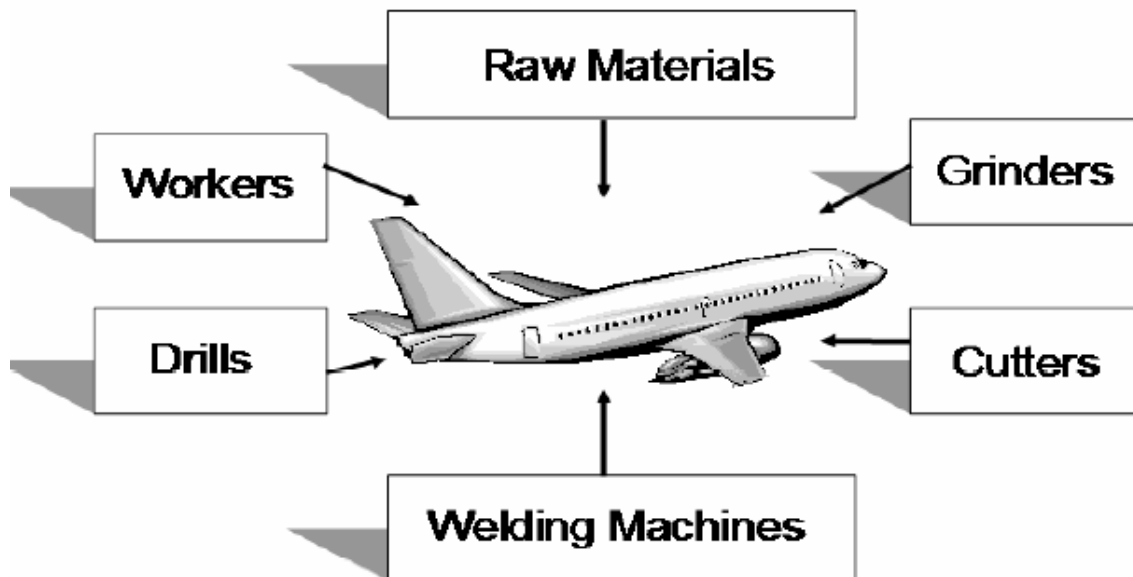 Raw Materials
Workers
Grinders
Drills
Cutters
Welding Machines